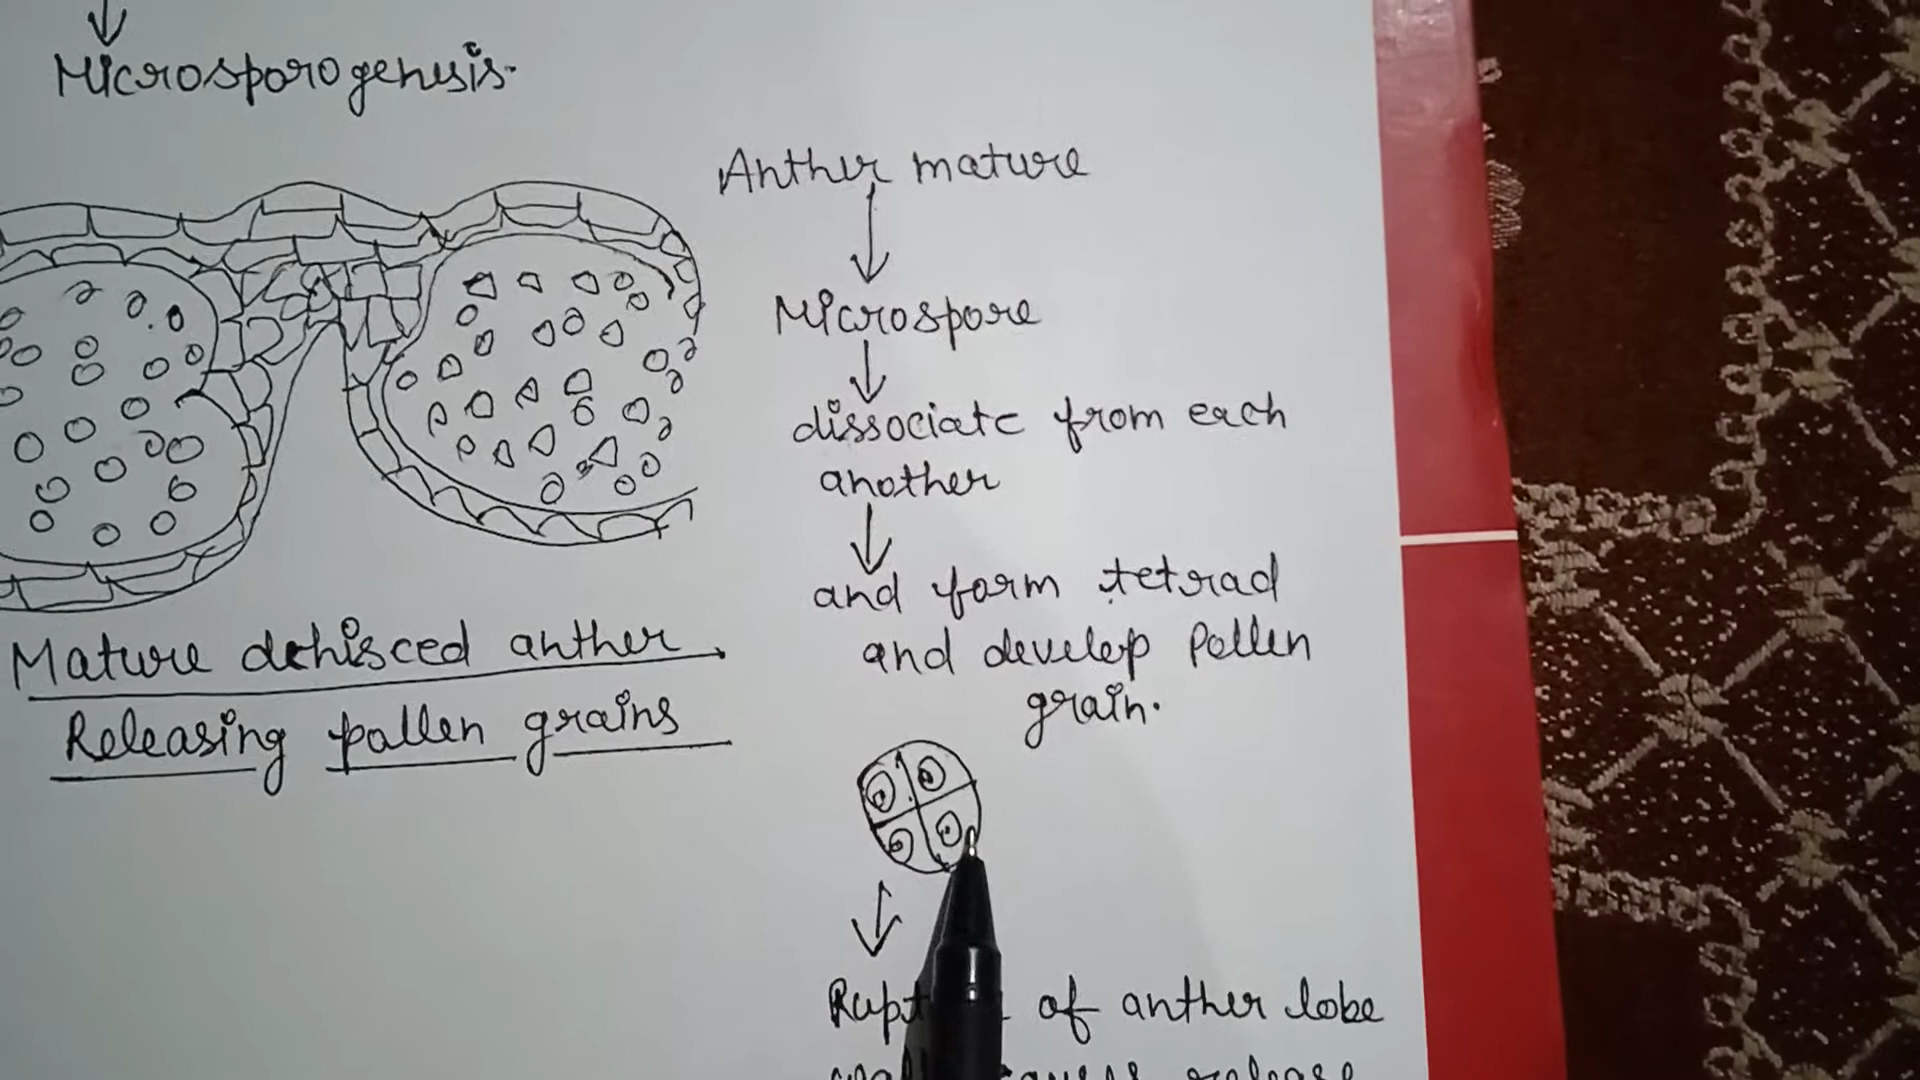 Microsporogenesis.
Anther mature
Microspore
dissociate from each
another
and form tetrad
and develop Pollen
grain.
Mature dehisced anther
Releasing pollen grains
of anther lobe
release